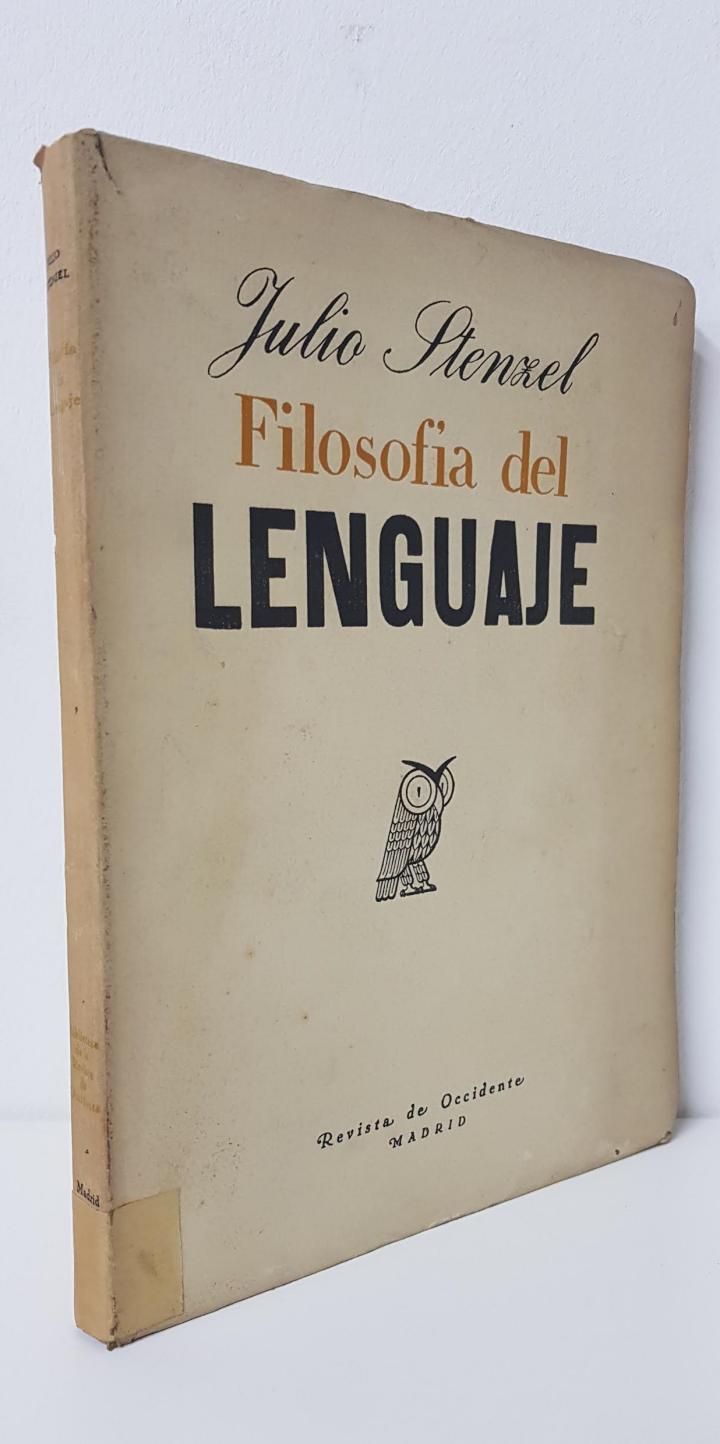 Julio Stenzel
Filosofía del
LENGUAJE
Revista de Occidente
MADRID
Madrid